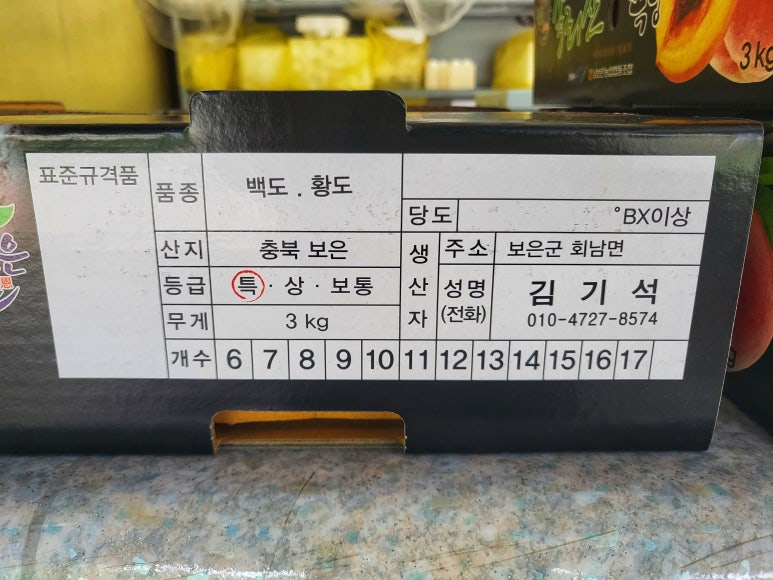 3kg
표준규격품
품종 백도 . 황도
당도 °BX이상
산지 충북 보은
등급 특 · 상 · 보통
무게 3 kg
생산자
주소 보은군 회남면
성명 (전화) 김 기 석
010-4727-8574
개수 6 7 8 9 10 11 12 13 14 15 16 17
은